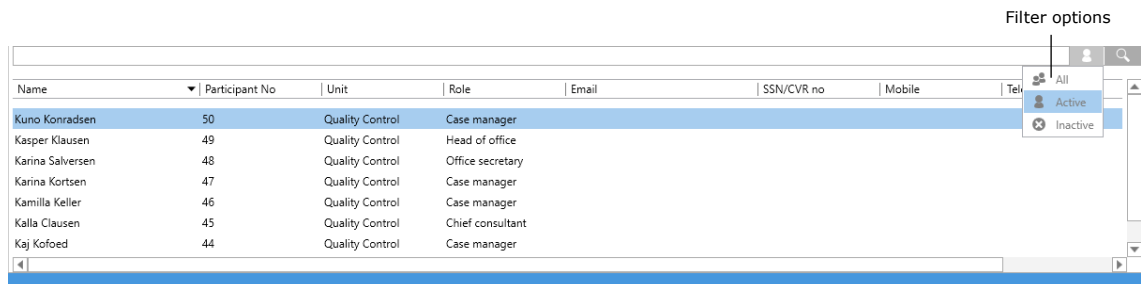 Filter options
All
Name Participant No Unit Role Email SSN/CVR no Mobile
Active
Kuno Konradsen 50 Quality Control Case manager
Inactive
Kasper Klausen 49 Quality Control Head of office
Karina Salversen 48 Quality Control Office secretary
Karina Kortsen 47 Quality Control Case manager
Kamilla Keller 46 Quality Control Case manager
Kalla Clausen 45 Quality Control Chief consultant
Kaj Kofoed 44 Quality Control Case manager